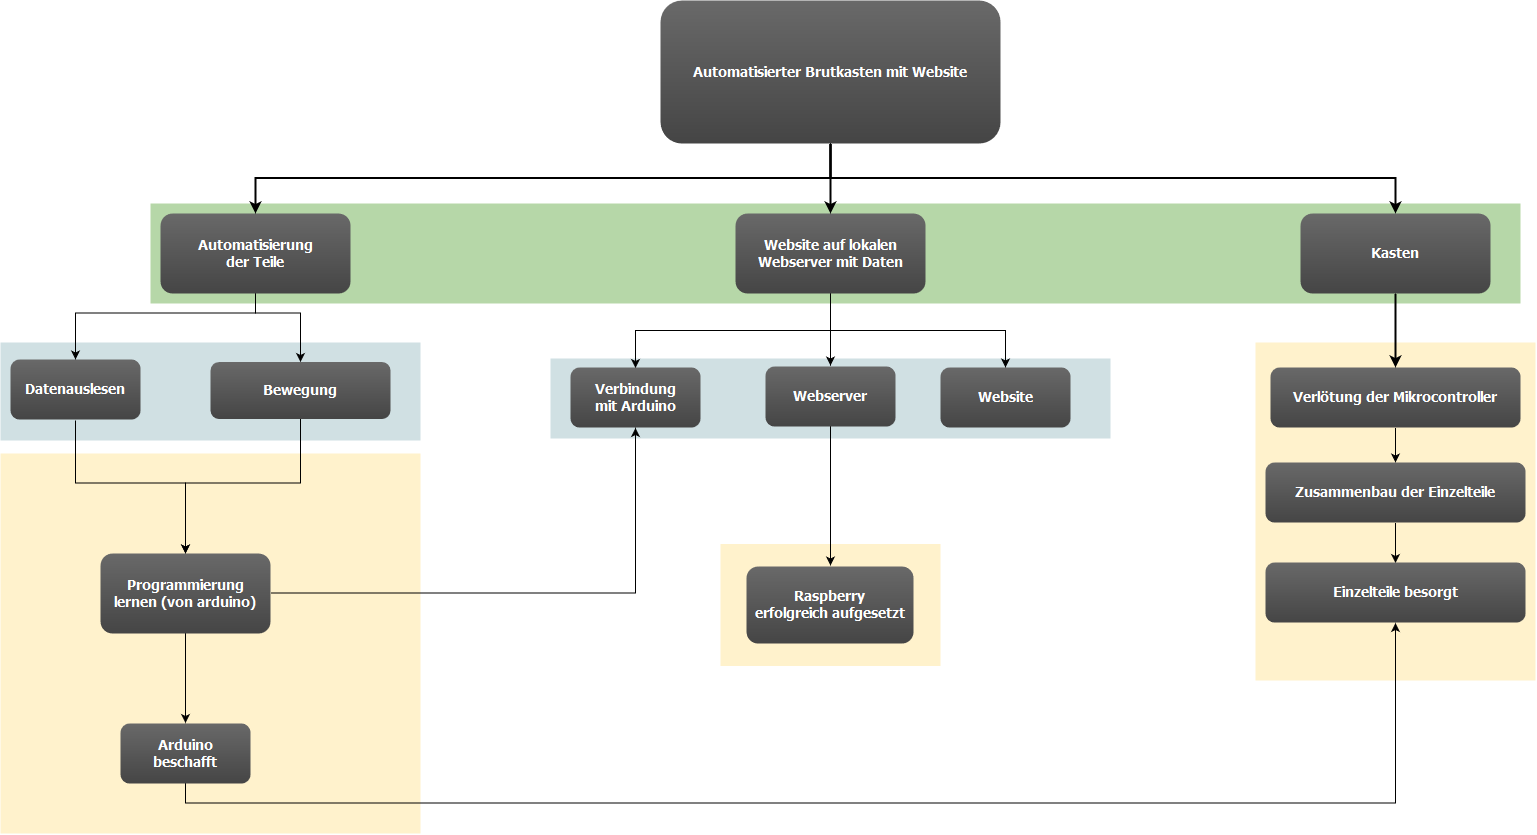 Automatisierter Brutkasten mit Website
Automatisierung
der Teile
Website auf lokalen
Webserver mit Daten
Kasten
Datenauslesen
Bewegung
Verbindung
mit Arduino
Webserver
Website
Verlötung der Mikrocontroller
Zusammenbau der Einzelteile
Programmierung
lernen (von arduino)
Raspberry
erfolgreich aufgesetzt
Einzelteile besorgt
Arduino
beschafft